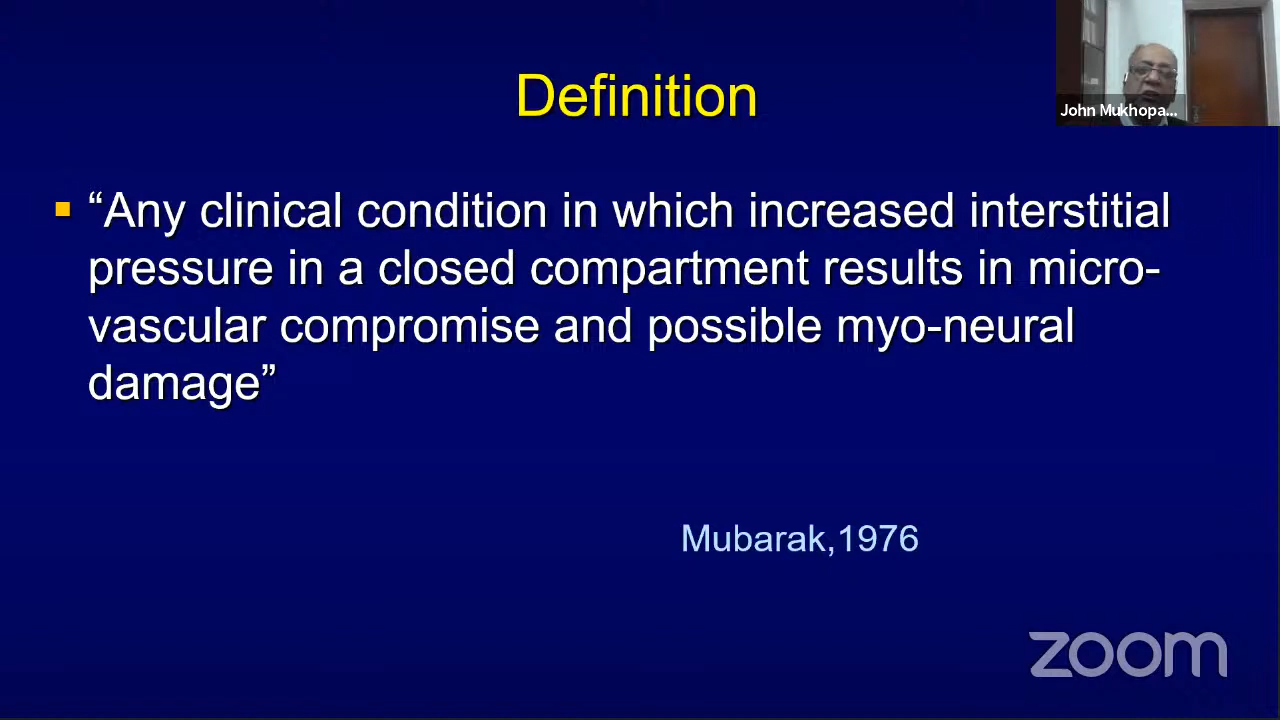 Definition
John Mukhopa...
“Any clinical condition in which increased interstitial
pressure in a closed compartment results in micro-
vascular compromise and possible myo-neural
damage”
Mubarak,1976
zoom